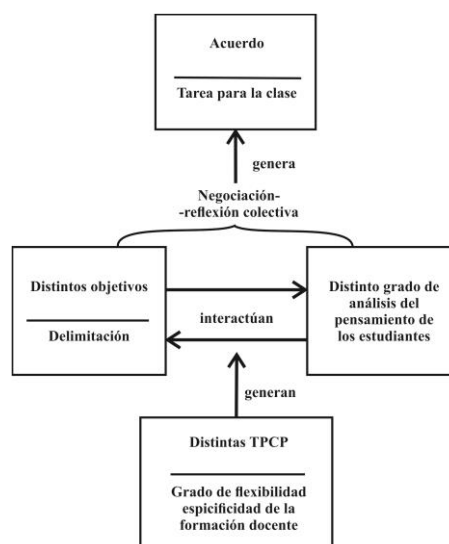 Acuerdo
Tarea para la clase
genera
Negociación-
-reflexión colectiva
Distintos objetivos
Delimitación
interactúan
Distinto grado de
análisis del
pensamiento de
los estudiantes
generan
Distintas TPCP
Grado de flexibilidad
espicificidad de la
formación docente